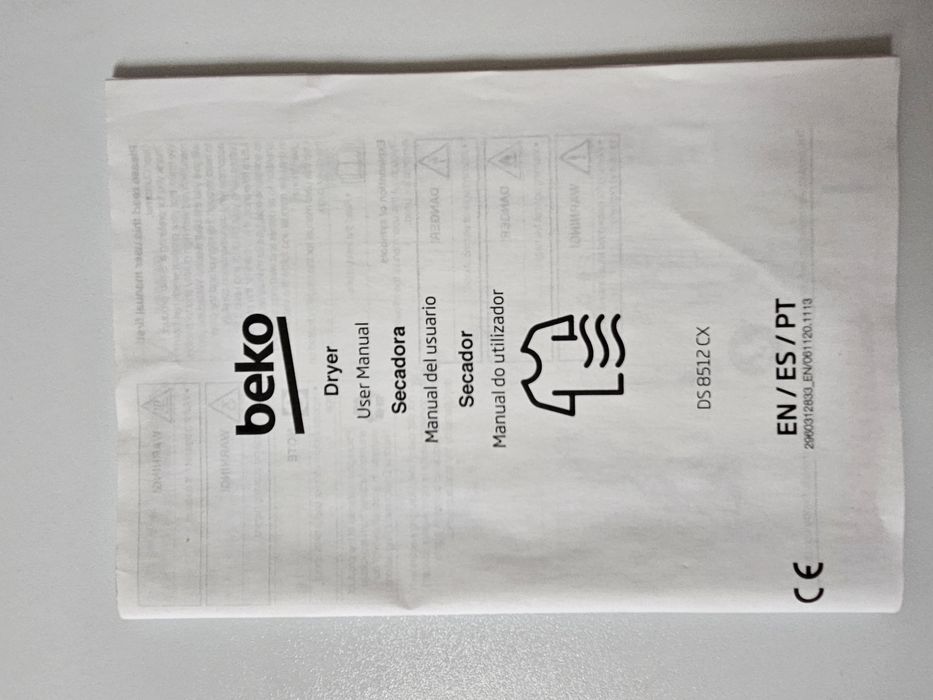 beko
Dryer
User Manual
Secadora
Manual del usuario
Secador
Manual do utilizador
DS 8512 CX
EN / ES / PT
2960312833_EN/061120.1113
CE